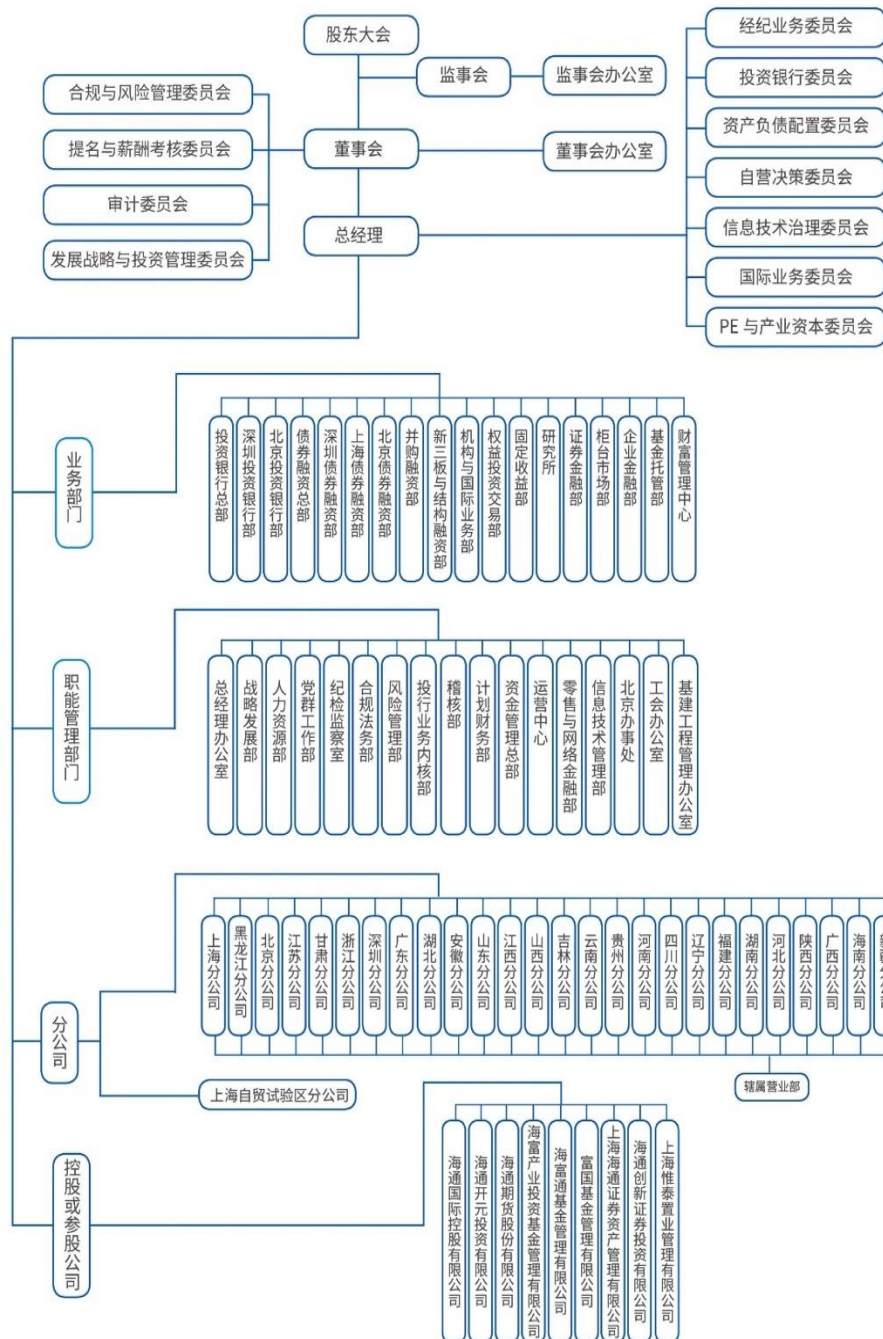 股东大会
监事会
监事会办公室
合规与风险管理委员会
提名与薪酬考核委员会
审计委员会
发展战略与投资管理委员会
董事会
董事会办公室
总经理
经纪业务委员会
投资银行委员会
资产负债配置委员会
自营决策委员会
信息技术治理委员会
国际业务委员会
PE 与产业资本委员会
业务部门
投资银行总部
深圳投资银行部
北京投资银行部
债券融资总部
深圳债券融资部
上海债券融资部
北京债券融资部
并购融资部
新三板与结构融资部
机构与国际业务部
权益投资交易部
固定收益部
研究所
证券金融部
柜台市场部
企业金融部
基金托管部
财富管理中心
职能管理部门
总经理办公室
战略发展部
人力资源部
党群工作部
纪检监察室
合规法务部
风险管理部
投行业务内核部
稽核部
计划财务部
资金管理总部
运营中心
零售与网络金融部
信息技术管理部
北京办事处
工会办公室
基建工程管理办公室
分公司
上海分公司
黑龙江分公司
北京分公司
江苏分公司
甘肃分公司
浙江分公司
深圳分公司
广东分公司
湖北分公司
安徽分公司
山东分公司
江西分公司
山西分公司
吉林分公司
云南分公司
贵州分公司
河南分公司
四川分公司
辽宁分公司
福建分公司
湖南分公司
河北分公司
陕西分公司
广西分公司
海南分公司
新疆分公司
辖属营业部
上海自贸试验区分公司
控股或参股公司
海通国际控股有限公司
海通开元投资有限公司
海通期货股份有限公司
海富产业投资基金管理有限公司
海富通基金管理有限公司
富国基金管理有限公司
上海海通证券资产管理有限公司
海通创新证券投资有限公司
上海惟泰置业管理有限公司